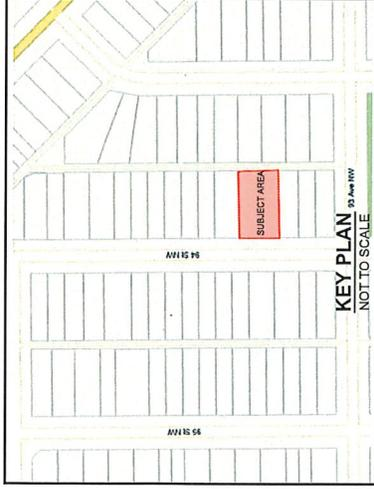 SUBJECT AREA
94 St NW
95 St NW
93 Ave NW
KEY PLAN
NOT TO SCALE